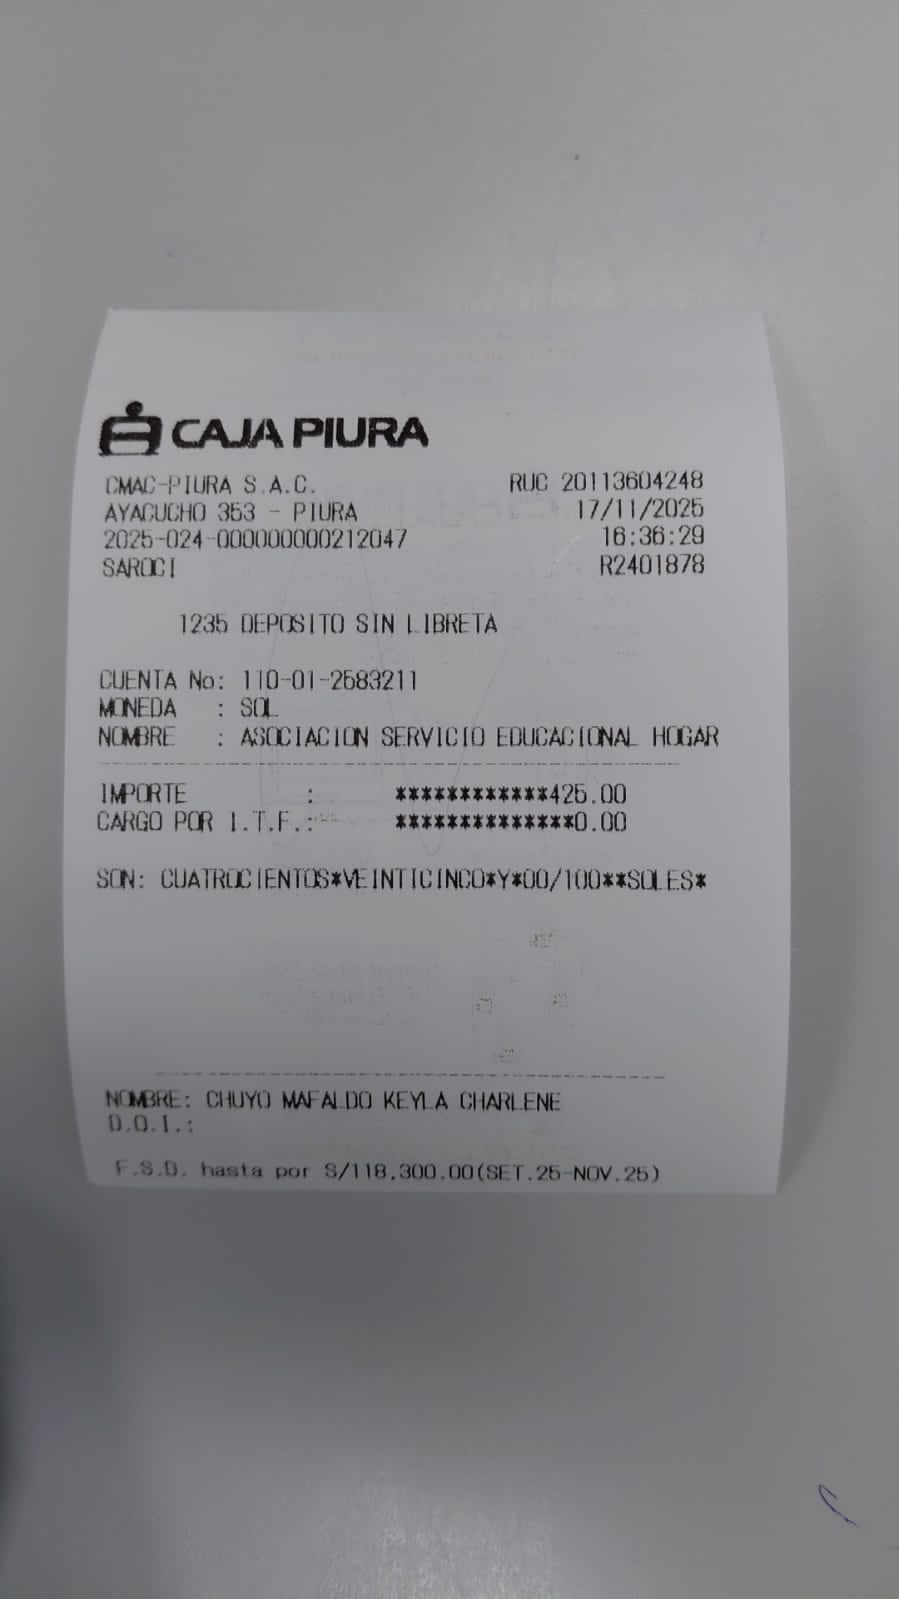 CAJA PIURA
CMAC-PIURA S.A.C. RUC 20113604248
AYACUCHO 353 - PIURA 17/11/2025
2025-024-000000000212047 16:36:29
SAROCI R2401878
1235 DEPOSITO SIN LIBRETA
CUENTA No: 110-01-2583211
MONEDA : SOL
NOMBRE : ASOCIACION SERVICIO EDUCACIONAL HOGAR
IMPORTE : ************425.00
CARGO POR I.T.F.: **************0.00
SON: CUATROCIENTOS*VEINTICINCO*Y*00/100**SOLES*
NOMBRE: CHUYO MAFALDO KEYLA CHARLENE
D.O.I.:
F.S.D. hasta por S/118,300.00(SET.25-NOV.25)